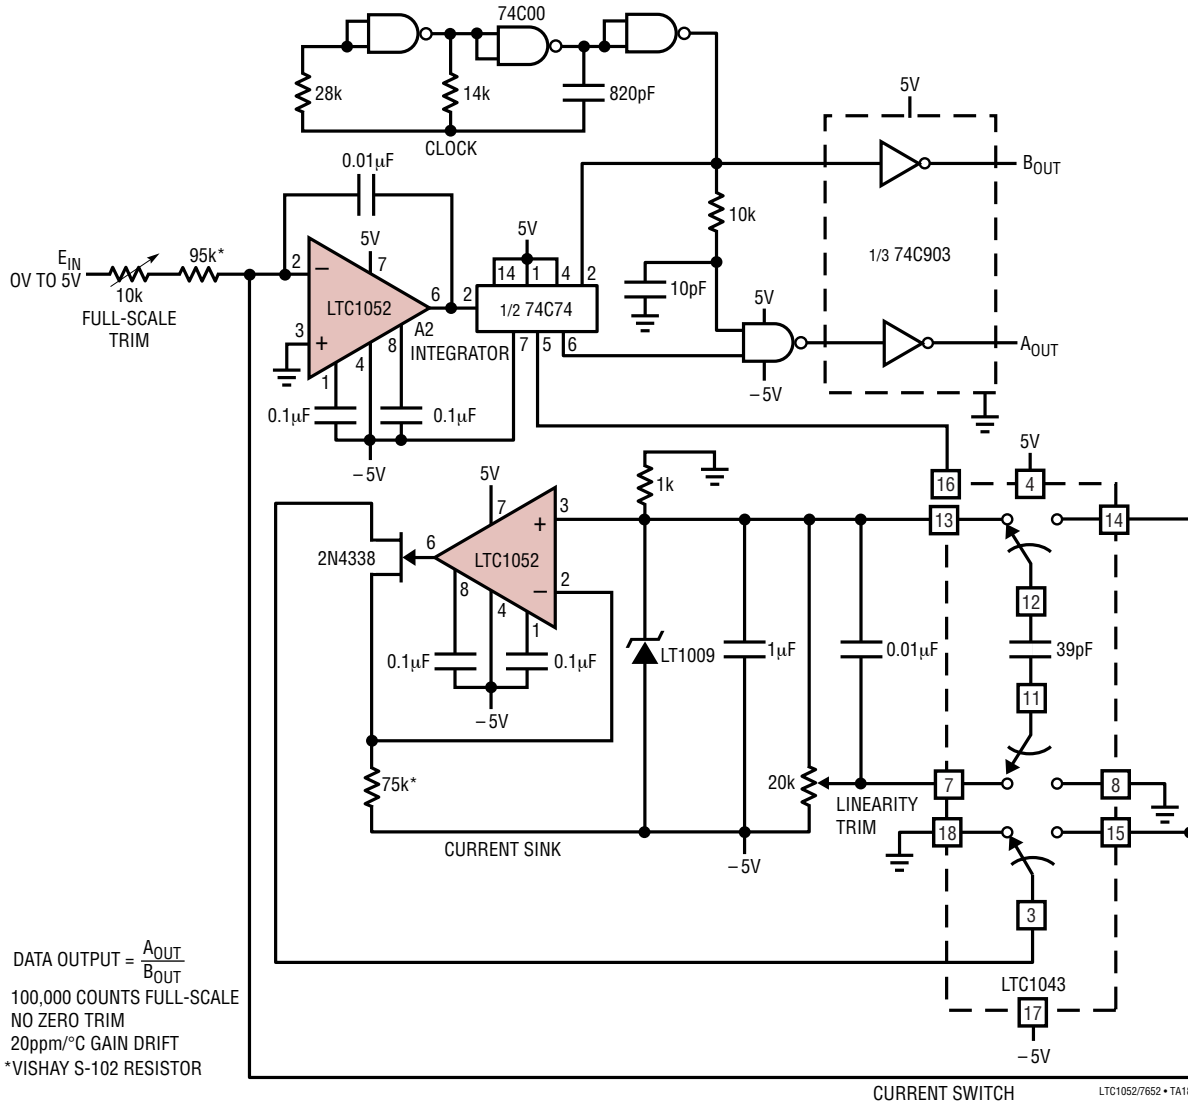 74C00
28k
14k
820pF
CLOCK
5V
BOUT
10k
1/3 74C903
10pF
5V
AOUT
–5V
0.01µF
5V
EIN
0V TO 5V
10k
FULL-SCALE
TRIM
95k*
2
–
7
LTC1052
6
3
+
A2
INTEGRATOR
1
4
8
0.1µF
0.1µF
–5V
5V
14
1
4
2
2
1/2 74C74
7
5
6
5V
16
4
1k
5V
7
3
+
13
14
2N4338
6
LTC1052
2
–
8
4
1
12
0.1µF
0.1µF
LT1009
1µF
0.01µF
39pF
11
–5V
75k*
20k
LINEARITY
TRIM
7
8
18
15
CURRENT SINK
–5V
3
DATA OUTPUT = AOUT
BOUT
100,000 COUNTS FULL-SCALE
NO ZERO TRIM
20ppm/°C GAIN DRIFT
*VISHAY S-102 RESISTOR
LTC1043
17
–5V
CURRENT SWITCH
LTC1052/7652 • TA18